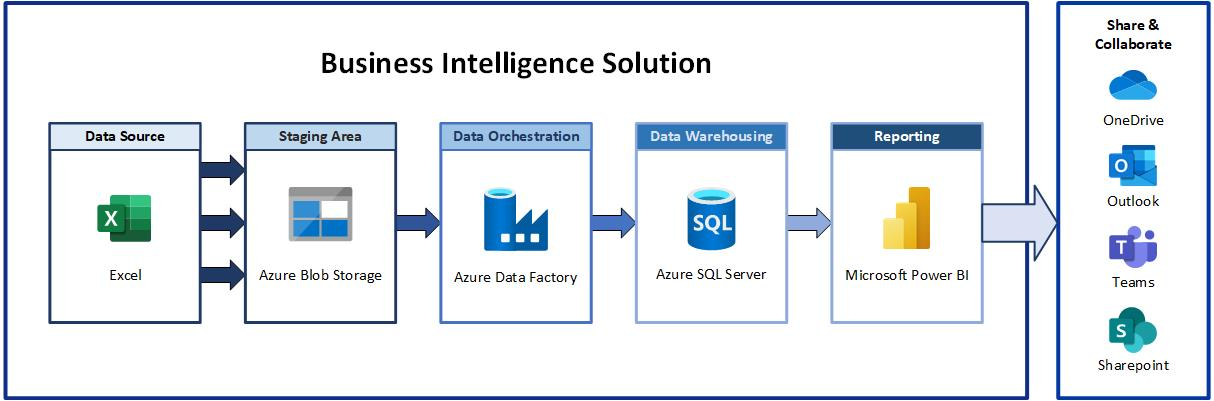 Business Intelligence Solution
Data Source
X
Excel
Staging Area
Azure Blob Storage
Data Orchestration
Azure Data Factory
Data Warehousing
SQL
Azure SQL Server
Reporting
Microsoft Power BI
Share &
Collaborate
OneDrive
O
Outlook
T
Teams
S
Sharepoint